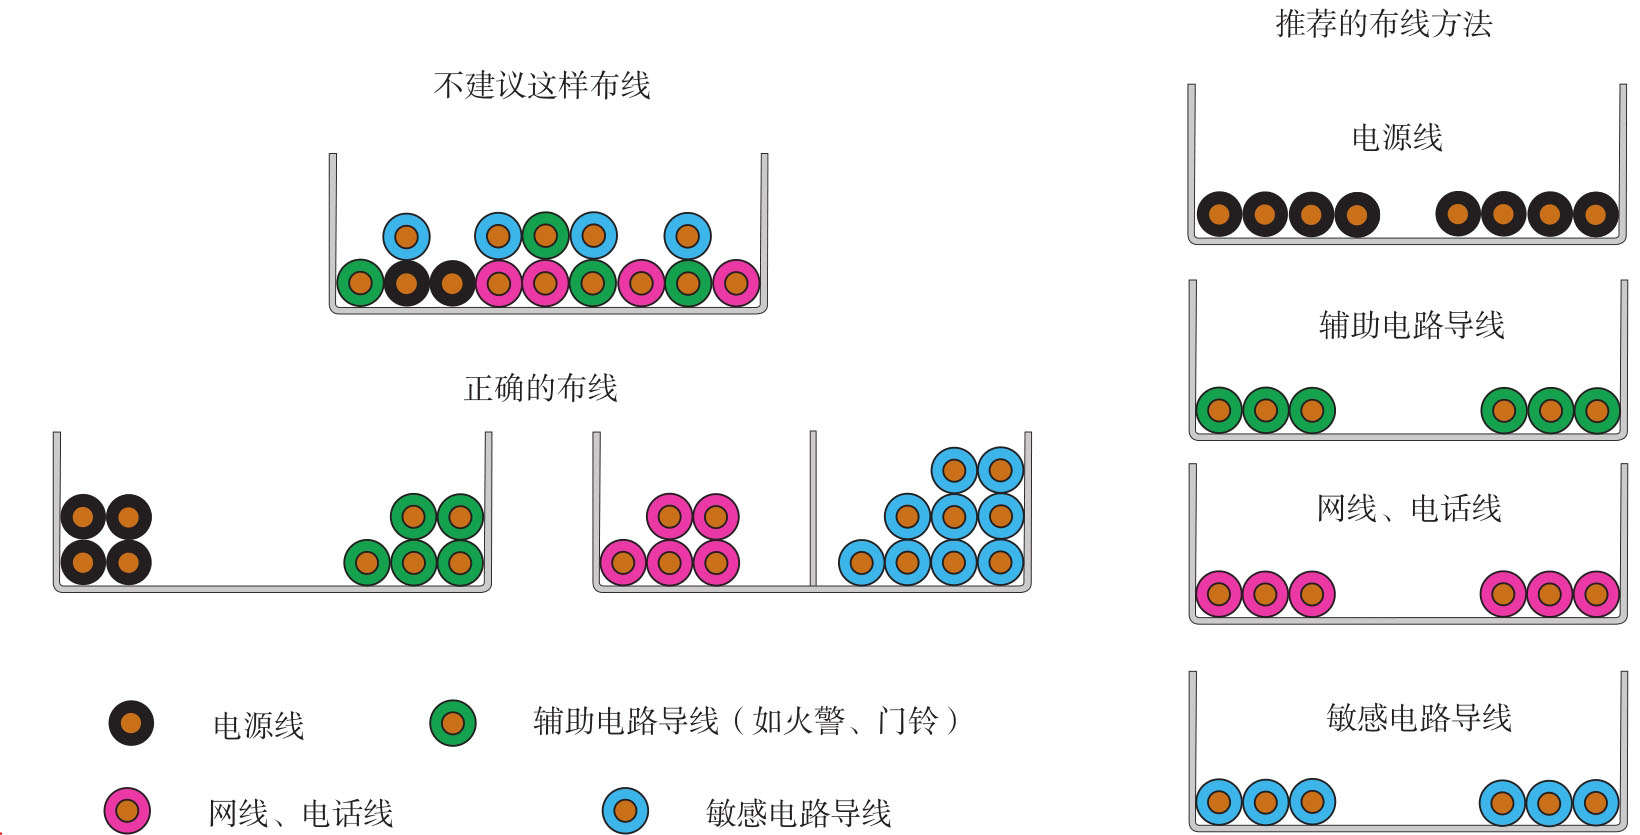 不建议这样布线
正确的布线
推荐的布线方法
电源线
辅助电路导线
网线、电话线
敏感电路导线
电源线
辅助电路导线（如火警、门铃）
网线、电话线
敏感电路导线